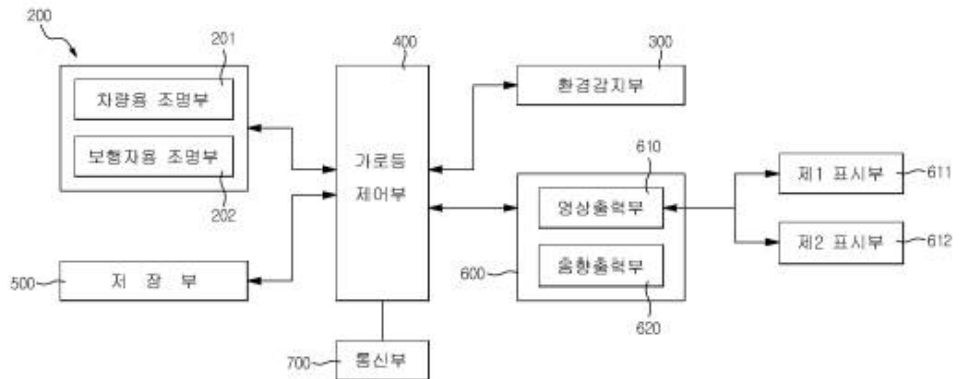 200
201
400
300
차량용 조명부
환경감지부
보행자용 조명부
610
가로등
제어부
제1 표시부
611
202
영상출력부
제2 표시부
612
500
저 장 부
600
음향출력부
620
700
통신부